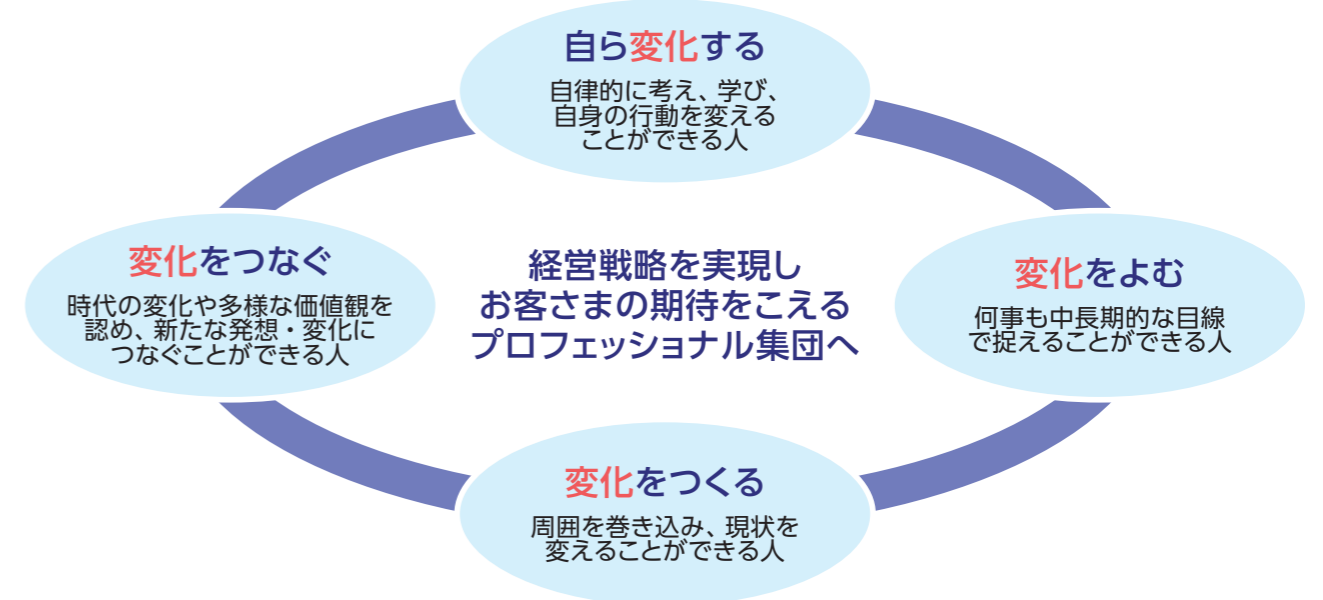 自ら変化する
自律的に考え、学び、
自身の行動を変える
ことができる人
変化をつなぐ
時代の変化や多様な価値観を
認め、新たな発想・変化に
つなぐことができる人
経営戦略を実現し
お客さまの期待をこえる
プロフェッショナル集団へ
変化をよむ
何事も中長期的な目線
で捉えることができる人
変化をつくる
周囲を巻き込み、現状を
変えることができる人